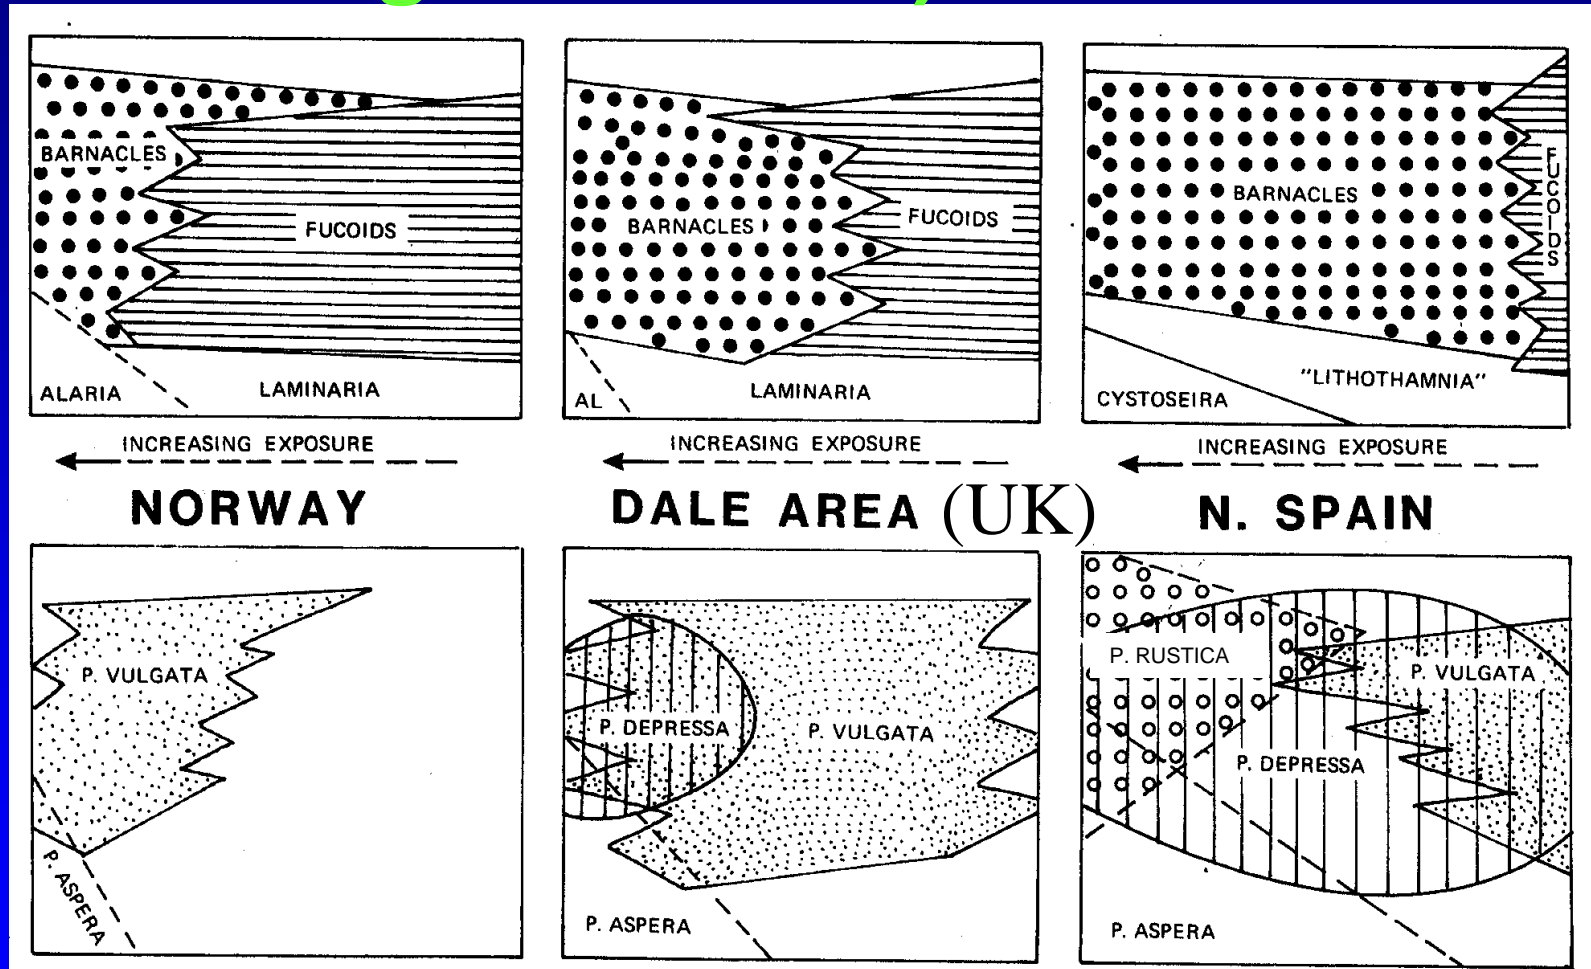 BARNACLES
FUCOIDS
ALARIA
LAMINARIA
BARNACLES
FUCOIDS
AL
LAMINARIA
BARNACLES
FUCOIDS
CYSTOSEIRA
"LITHOTHAMNIA"
INCREASING EXPOSURE
INCREASING EXPOSURE
INCREASING EXPOSURE
NORWAY
DALE AREA (UK)
N. SPAIN
P. VULGATA
P. ASPERA
P. DEPRESSA
P. VULGATA
P. ASPERA
P. RUSTICA
P. VULGATA
P. DEPRESSA
P. ASPERA